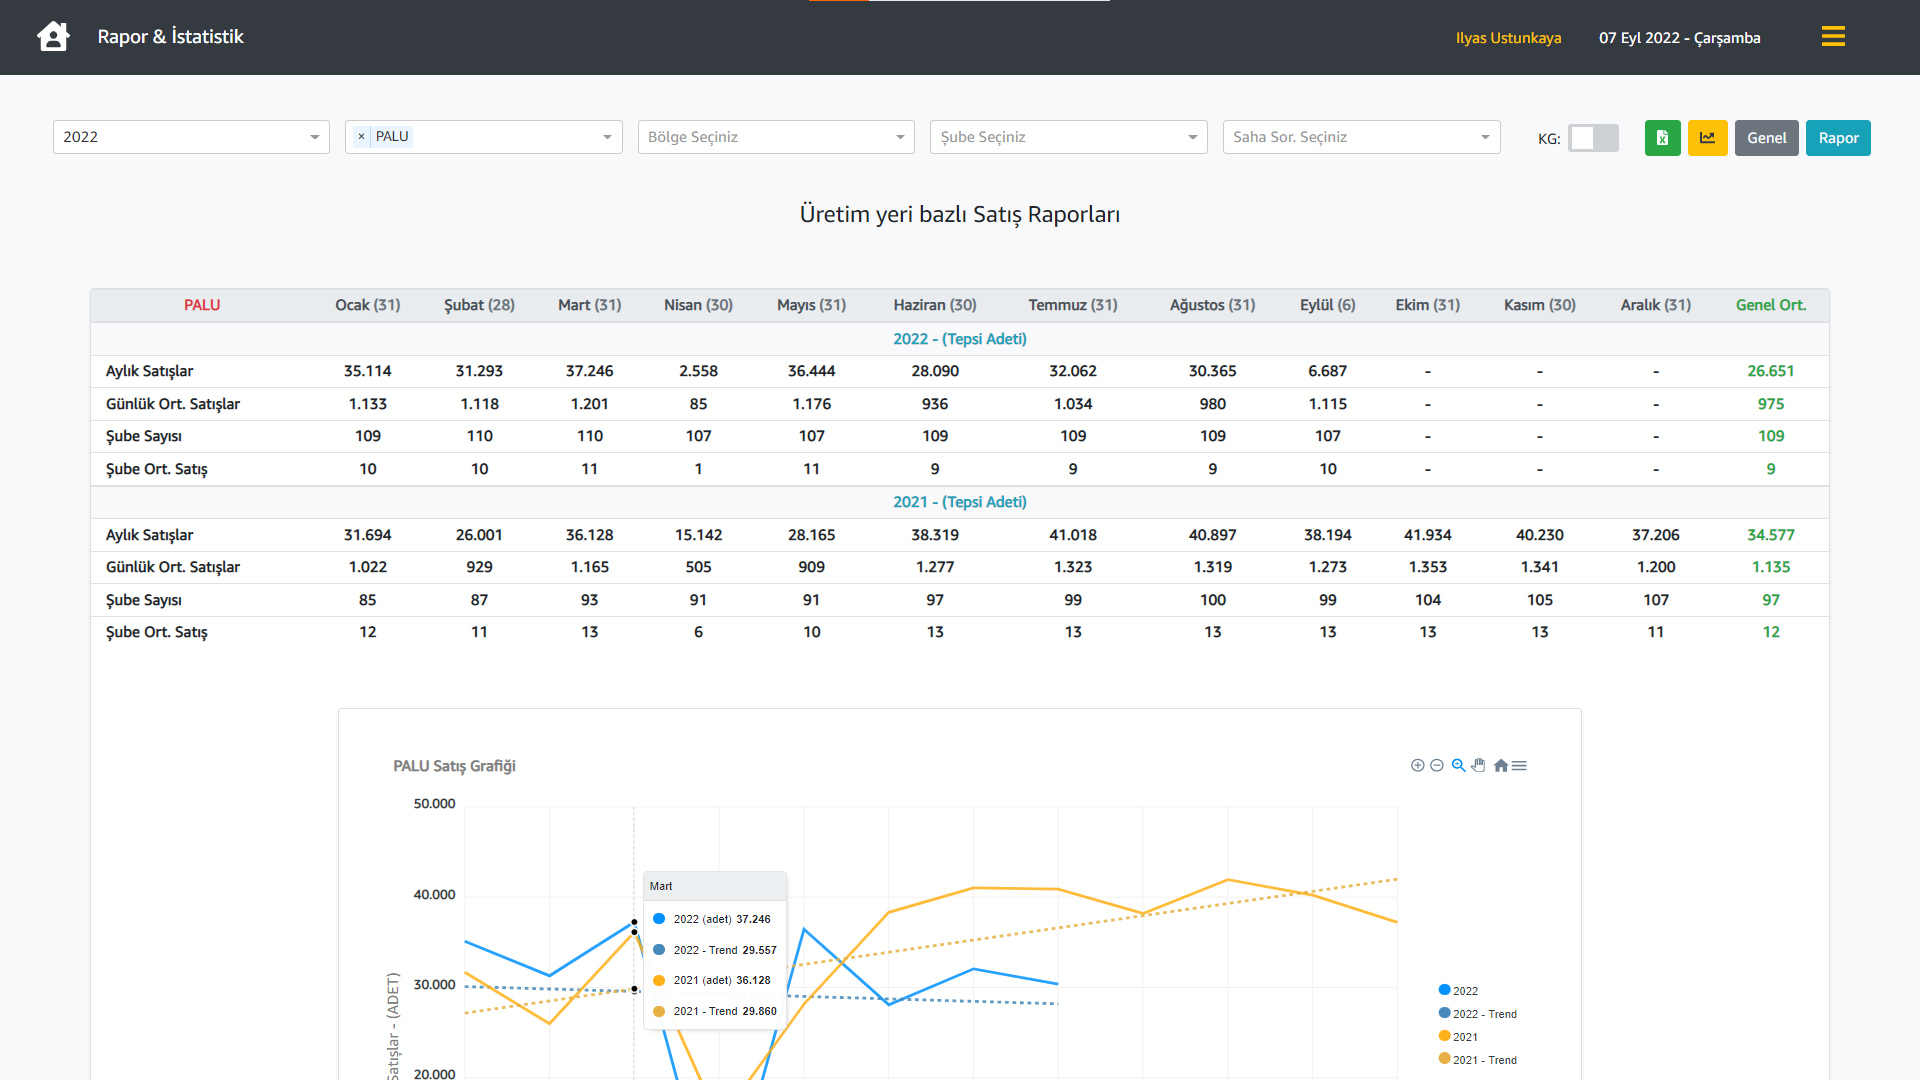 Rapor & İstatistik
Ilyas Ustunkaya
07 Eyl 2022 - Çarşamba
2022
× PALU
Bölge Seçiniz
Şube Seçiniz
Saha Sor. Seçiniz
KG:
Genel
Rapor
Üretim yeri bazlı Satış Raporları
PALU Ocak (31) Şubat (28) Mart (31) Nisan (30) Mayıs (31) Haziran (30) Temmuz (31) Ağustos (31) Eylül (6) Ekim (31) Kasım (30) Aralık (31) Genel Ort.
2022 - (Tepsi Adeti)
Aylık Satışlar 35.114 31.293 37.246 2.558 36.444 28.090 32.062 30.365 6.687 - - - 26.651
Günlük Ort. Satışlar 1.133 1.118 1.201 85 1.176 936 1.034 980 1.115 - - - 975
Şube Sayısı 109 110 110 107 107 109 109 109 107 - - - 109
Şube Ort. Satış 10 10 11 1 11 9 9 9 10 - - - 9
2021 - (Tepsi Adeti)
Aylık Satışlar 31.694 26.001 36.128 15.142 28.165 38.319 41.018 40.897 38.194 41.934 40.230 37.206 34.577
Günlük Ort. Satışlar 1.022 929 1.165 505 909 1.277 1.323 1.319 1.273 1.353 1.341 1.200 1.135
Şube Sayısı 85 87 93 91 91 97 99 100 99 104 105 107 97
Şube Ort. Satış 12 11 13 6 10 13 13 13 13 13 13 11 12
PALU Satış Grafiği
50.000
40.000
30.000
20.000
Satışlar - (ADET)
Mart
2022 (adet) 37.246
2022 - Trend 29.557
2021 (adet) 36.128
2021 - Trend 29.860
2022
2022 - Trend
2021
2021 - Trend